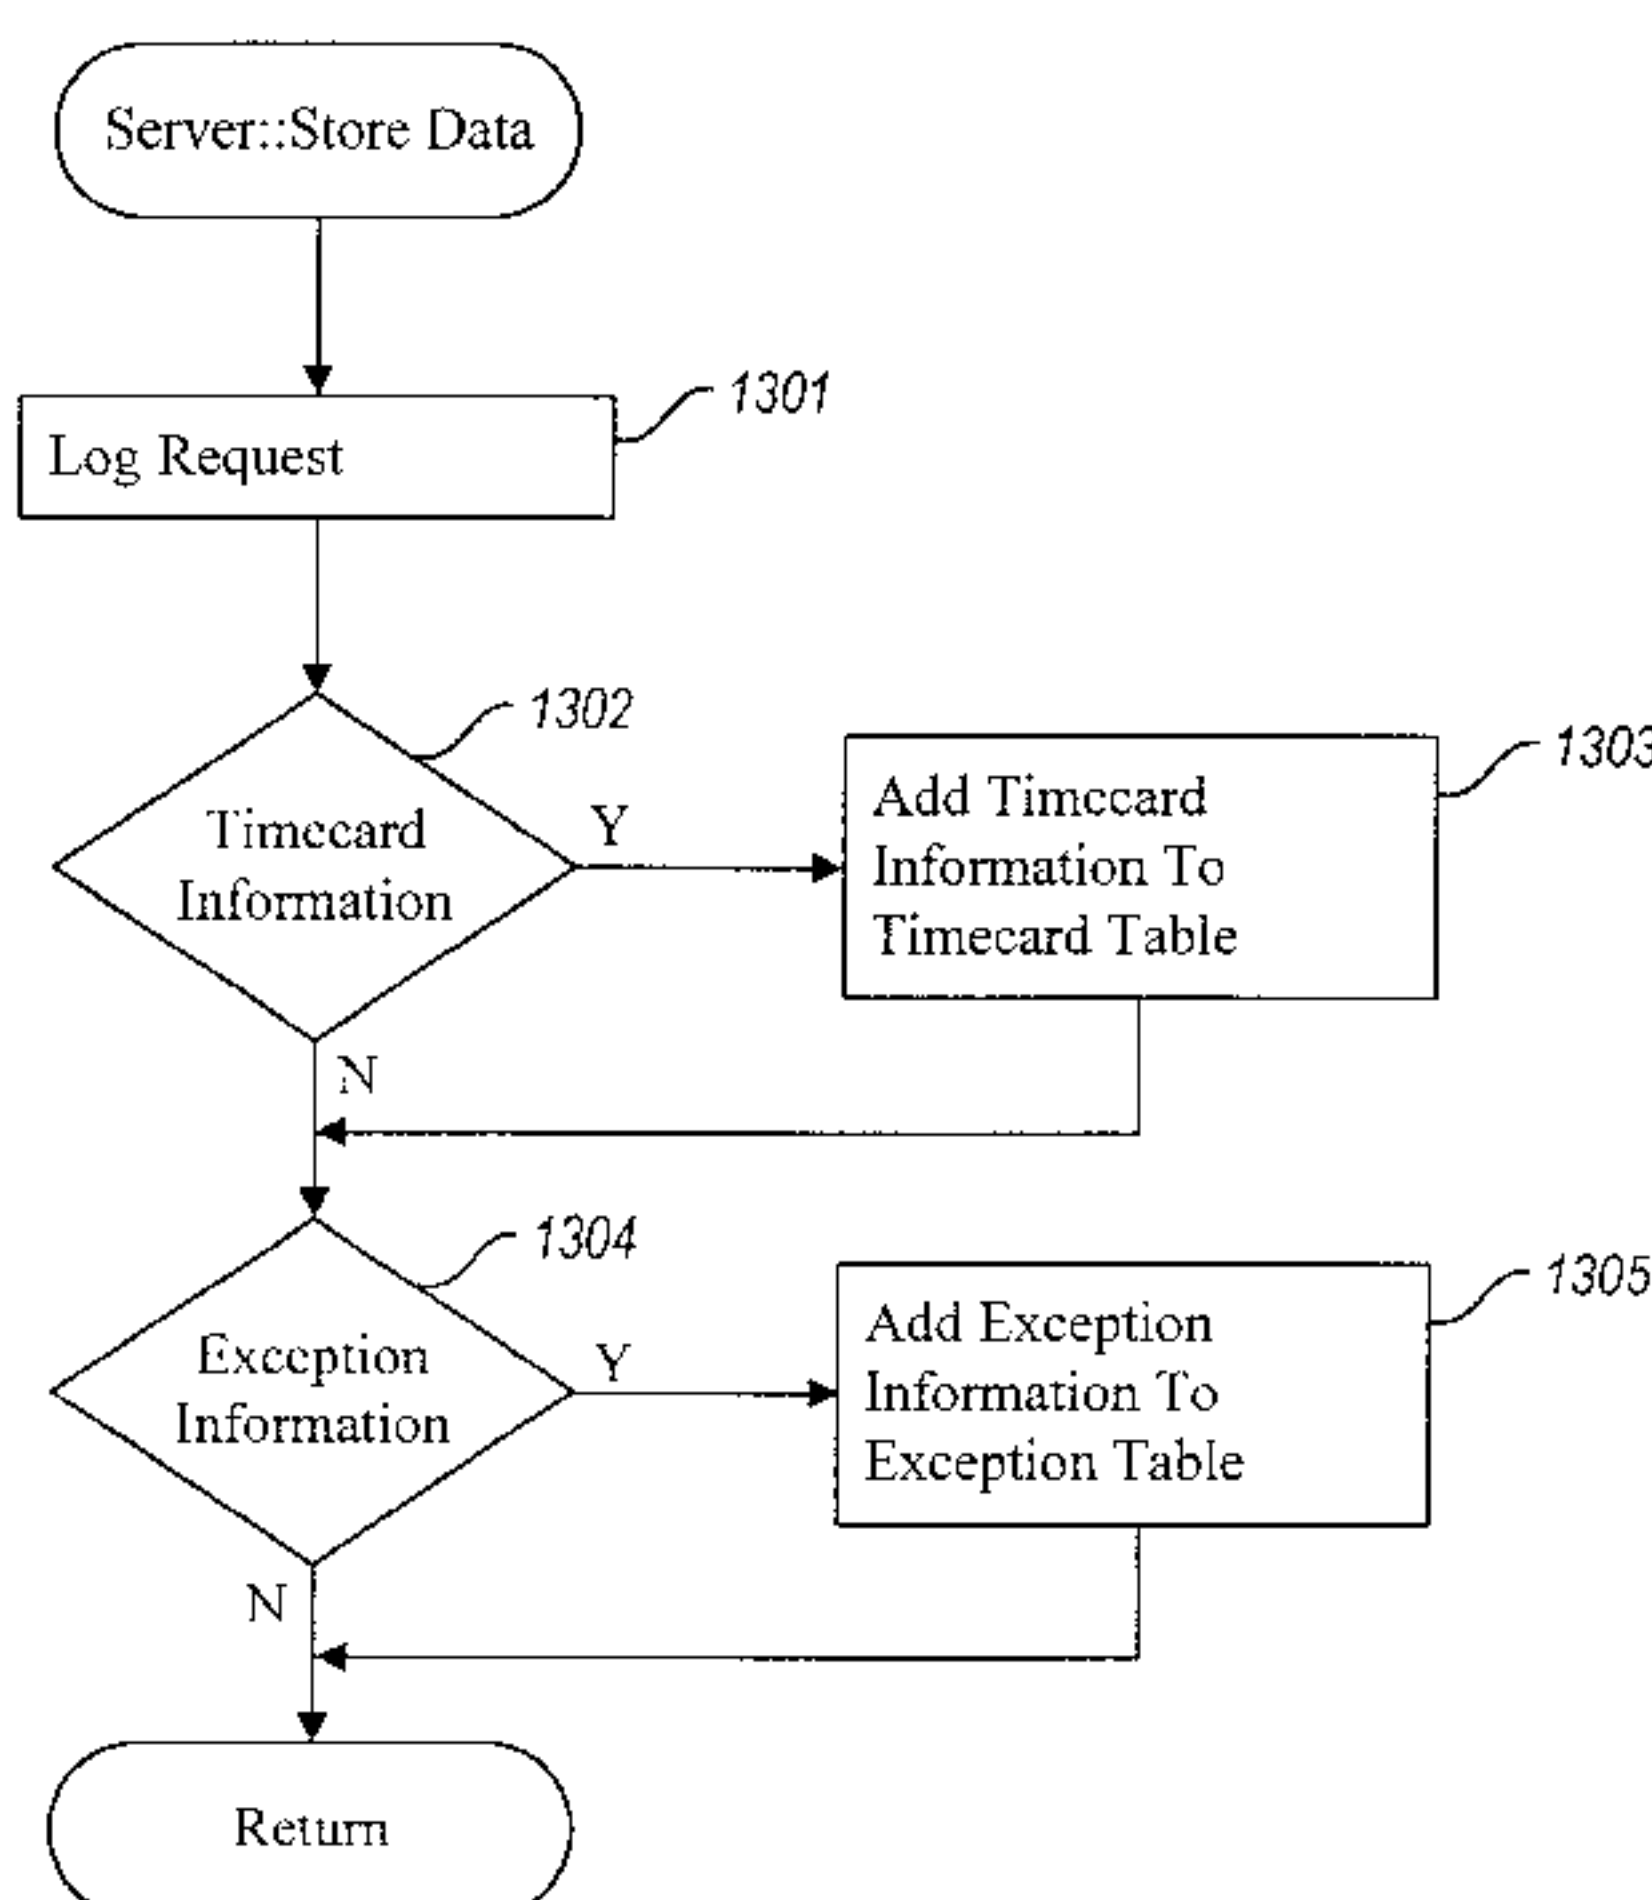 Server::Store Data
Log Request
1301
1302
Timecard
Information
Y
N
Add Timecard
Information To
Timecard Table
1303
1304
Exception
Information
Y
N
Add Exception
Information To
Exception Table
1305
Return